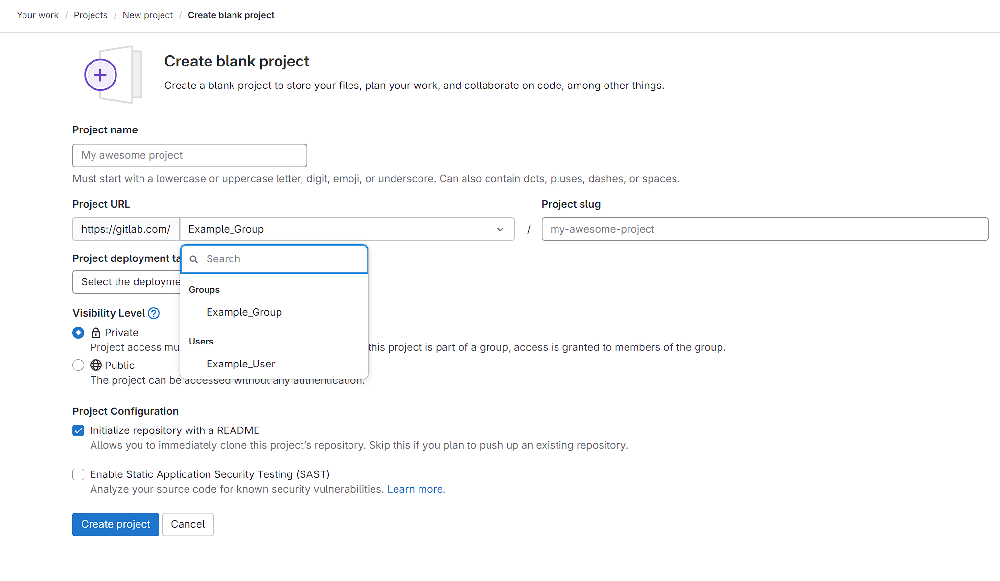 Your work / Projects / New project / Create blank project
Create blank project
Create a blank project to store your files, plan your work, and collaborate on code, among other things.
Project name
My awesome project
Must start with a lowercase or uppercase letter, digit, emoji, or underscore. Can also contain dots, pluses, dashes, or spaces.
Project URL
Project slug
https://gitlab.com/ Example_Group / my-awesome-project
Project deployment
Search
Select the
Groups
Example_Group
Visibility Level ?
Private
Users
Project access this project is part of a group, access is granted to members of the group.
Example_User
Public
The project can be accessed without any authentication.
Project Configuration
Initialize repository with a README
Allows you to immediately clone this project’s repository. Skip this if you plan to push up an existing repository.
Enable Static Application Security Testing (SAST)
Analyze your source code for known security vulnerabilities. Learn more.
Create project
Cancel